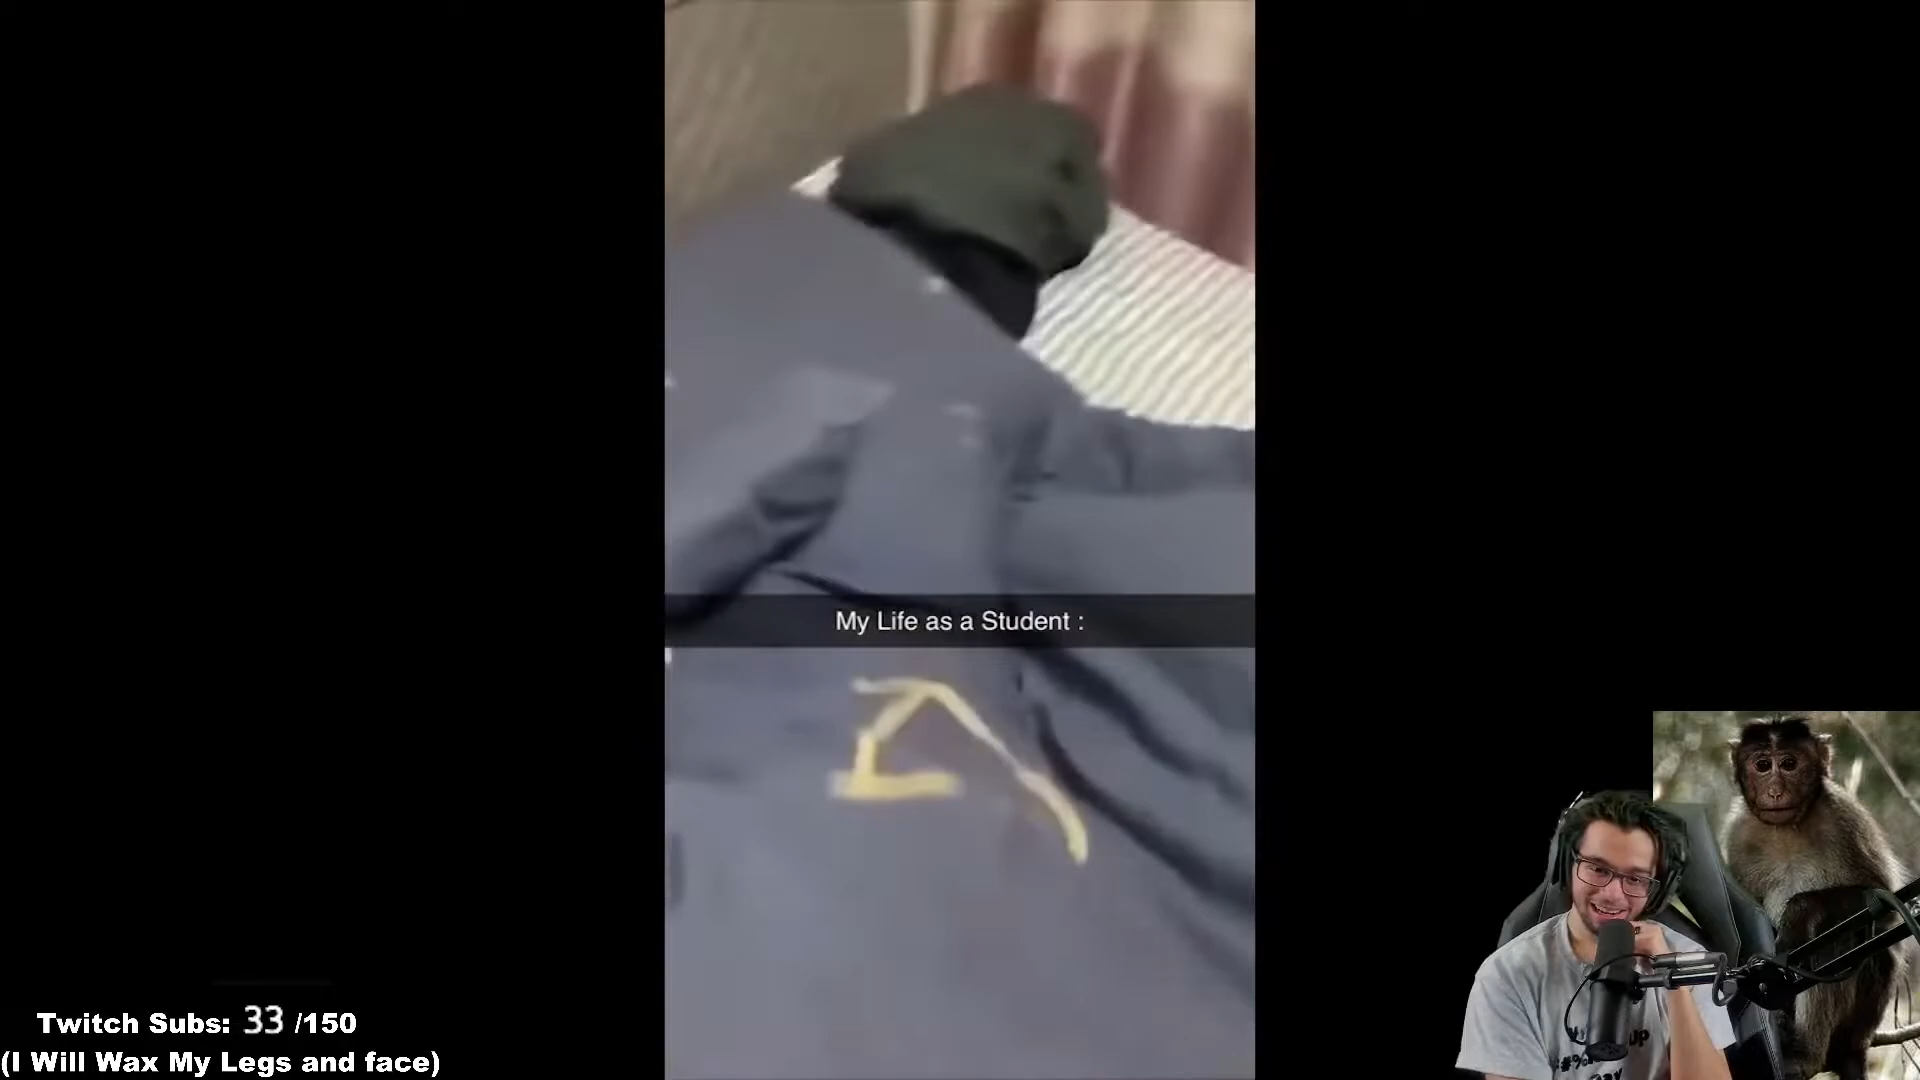 My Life as a Student :
Twitch Subs: 33 /150
(I Will Wax My Legs and face)